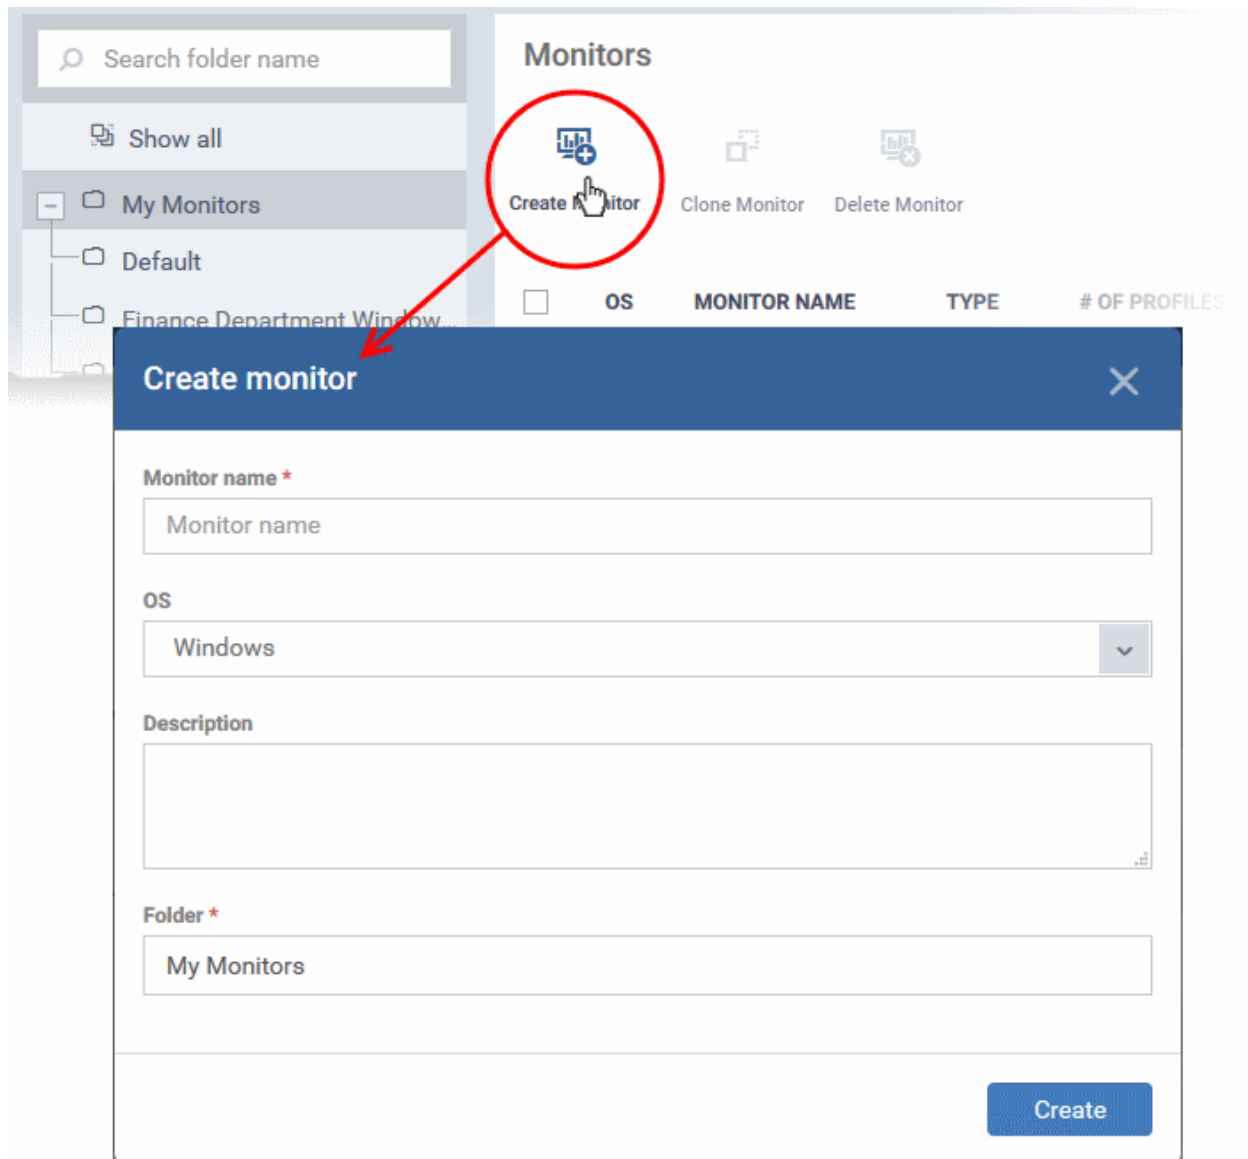 Search folder name
Show all
My Monitors
Default
Finance Department Window...
Monitors
Create Monitor
Clone Monitor
Delete Monitor
OS MONITOR NAME TYPE # OF PROFILES
Create monitor
Monitor name *
Monitor name
OS
Windows
Description
Folder *
My Monitors
Create